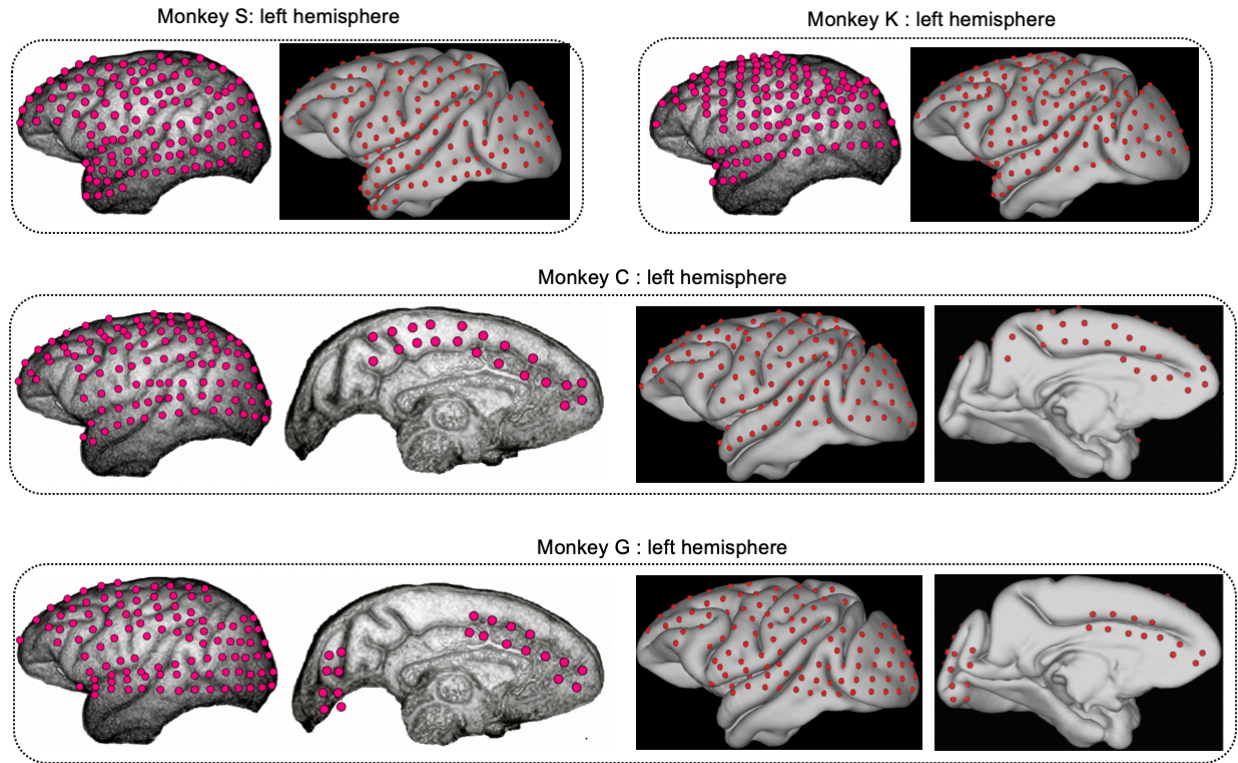 Monkey S: left hemisphere
Monkey K : left hemisphere
Monkey C : left hemisphere
Monkey G : left hemisphere